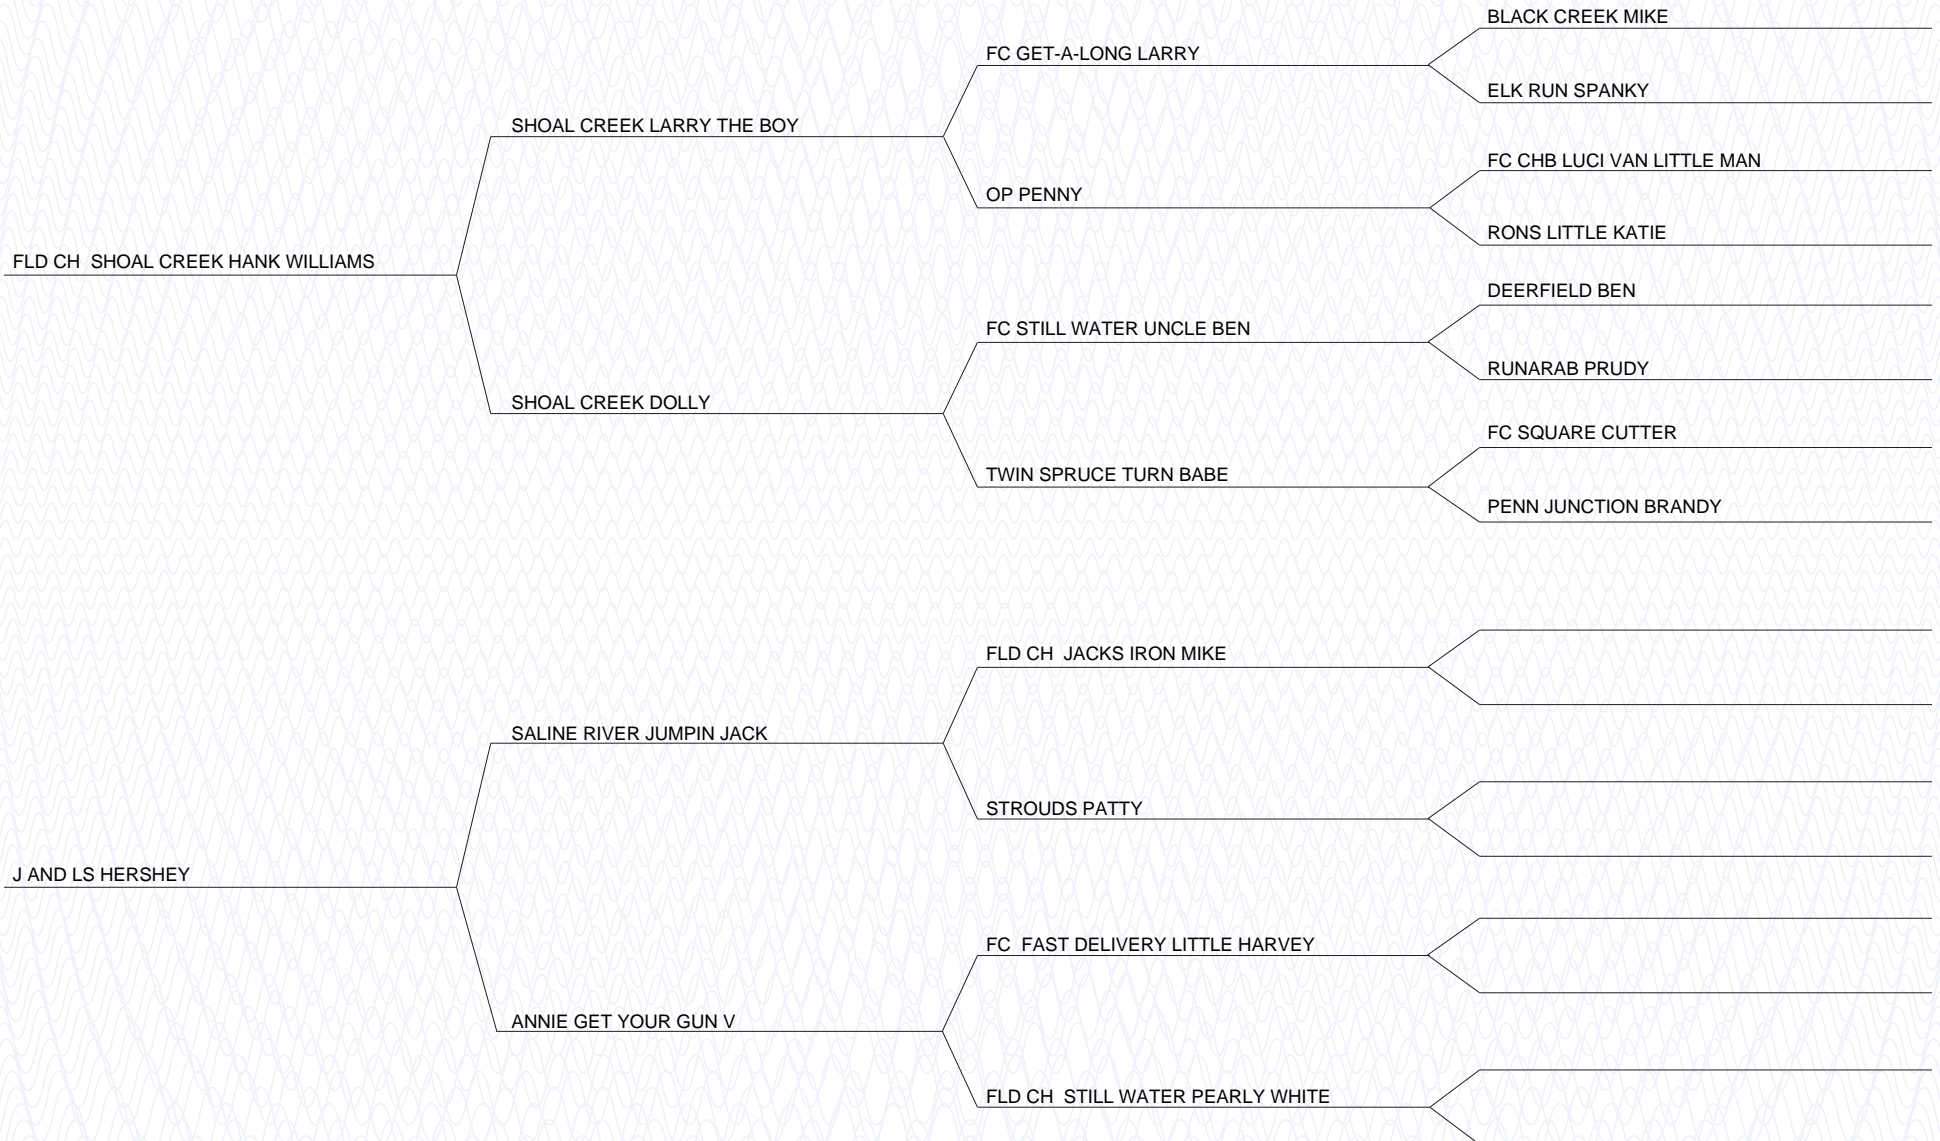 BLACK CREEK MIKE
FC GET-A-LONG LARRY
ELK RUN SPANKY
SHOAL CREEK LARRY THE BOY
FC CHB LUCI VAN LITTLE MAN
OP PENNY
RONS LITTLE KATIE
FLD CH  SHOAL CREEK HANK WILLIAMS
DEERFIELD BEN
FC STILL WATER UNCLE BEN
RUNARAB PRUDY
SHOAL CREEK DOLLY
FC SQUARE CUTTER
TWIN SPRUCE TURN BABE
PENN JUNCTION BRANDY
FLD CH  JACKS IRON MIKE
SALINE RIVER JUMPIN JACK
STROUDS PATTY
J AND LS HERSHEY
FC  FAST DELIVERY LITTLE HARVEY
ANNIE GET YOUR GUN V
FLD CH  STILL WATER PEARLY WHITE